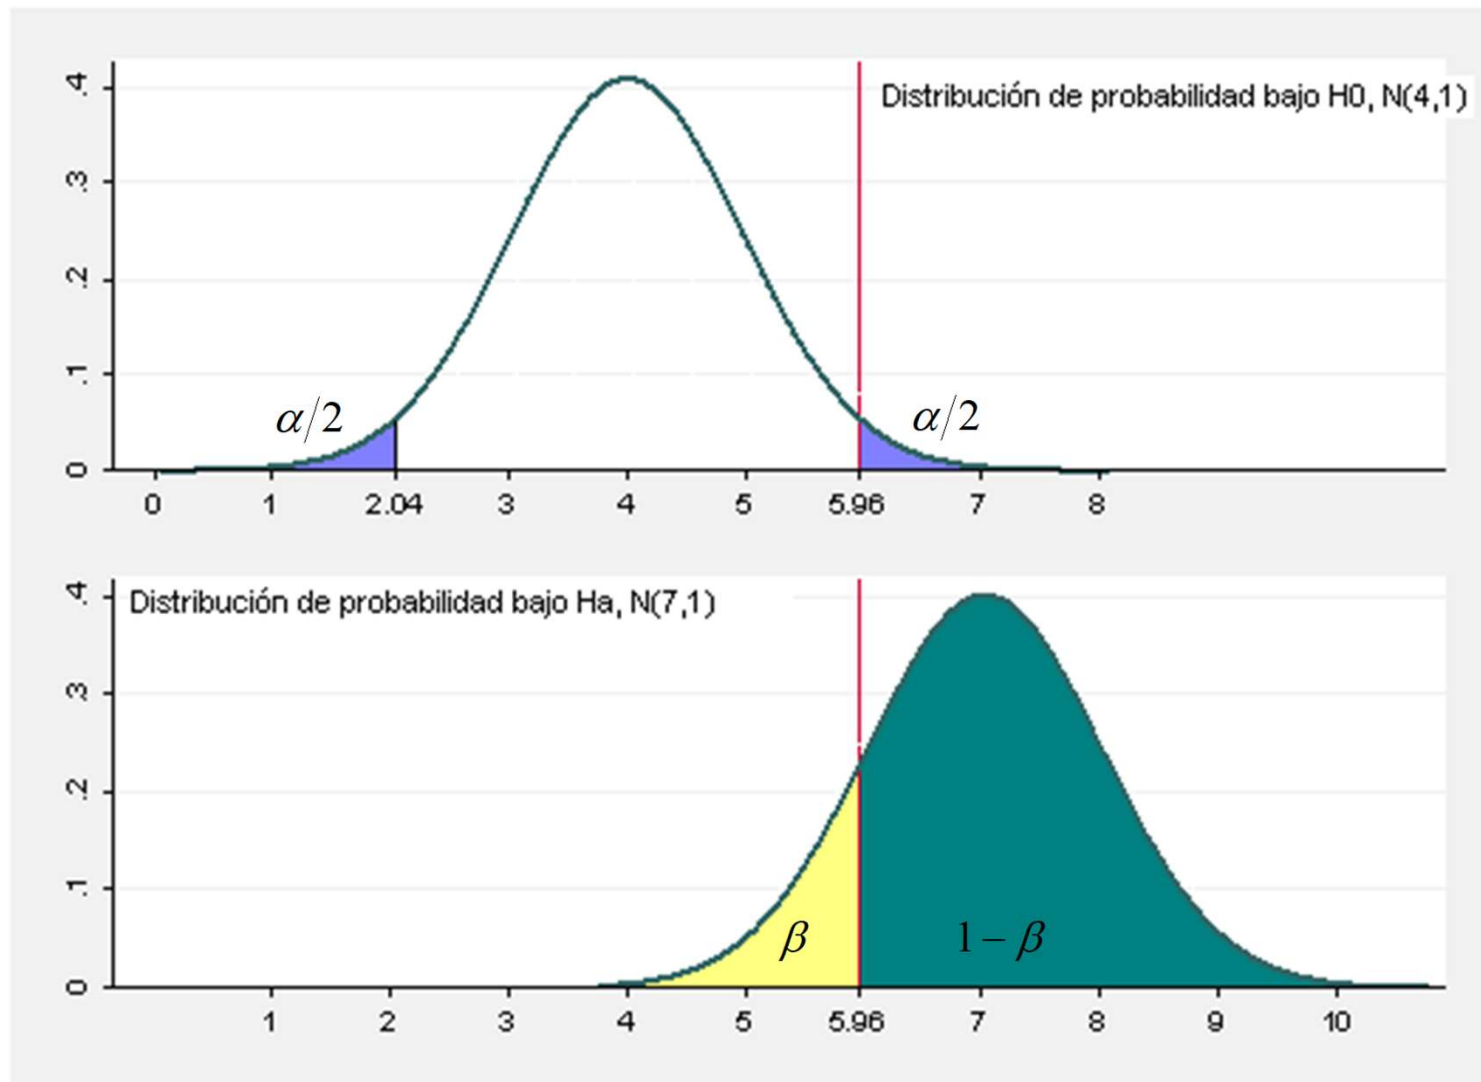 Distribución de probabilidad bajo H0, N(4,1)
.4
.3
.2
.1
0
α/2
α/2
0 1 2.04 3 4 5 5.96 7 8
Distribución de probabilidad bajo Ha, N(7,1)
.4
.3
.2
.1
0
β
1 − β
1 2 3 4 5 5.96 7 8 9 10